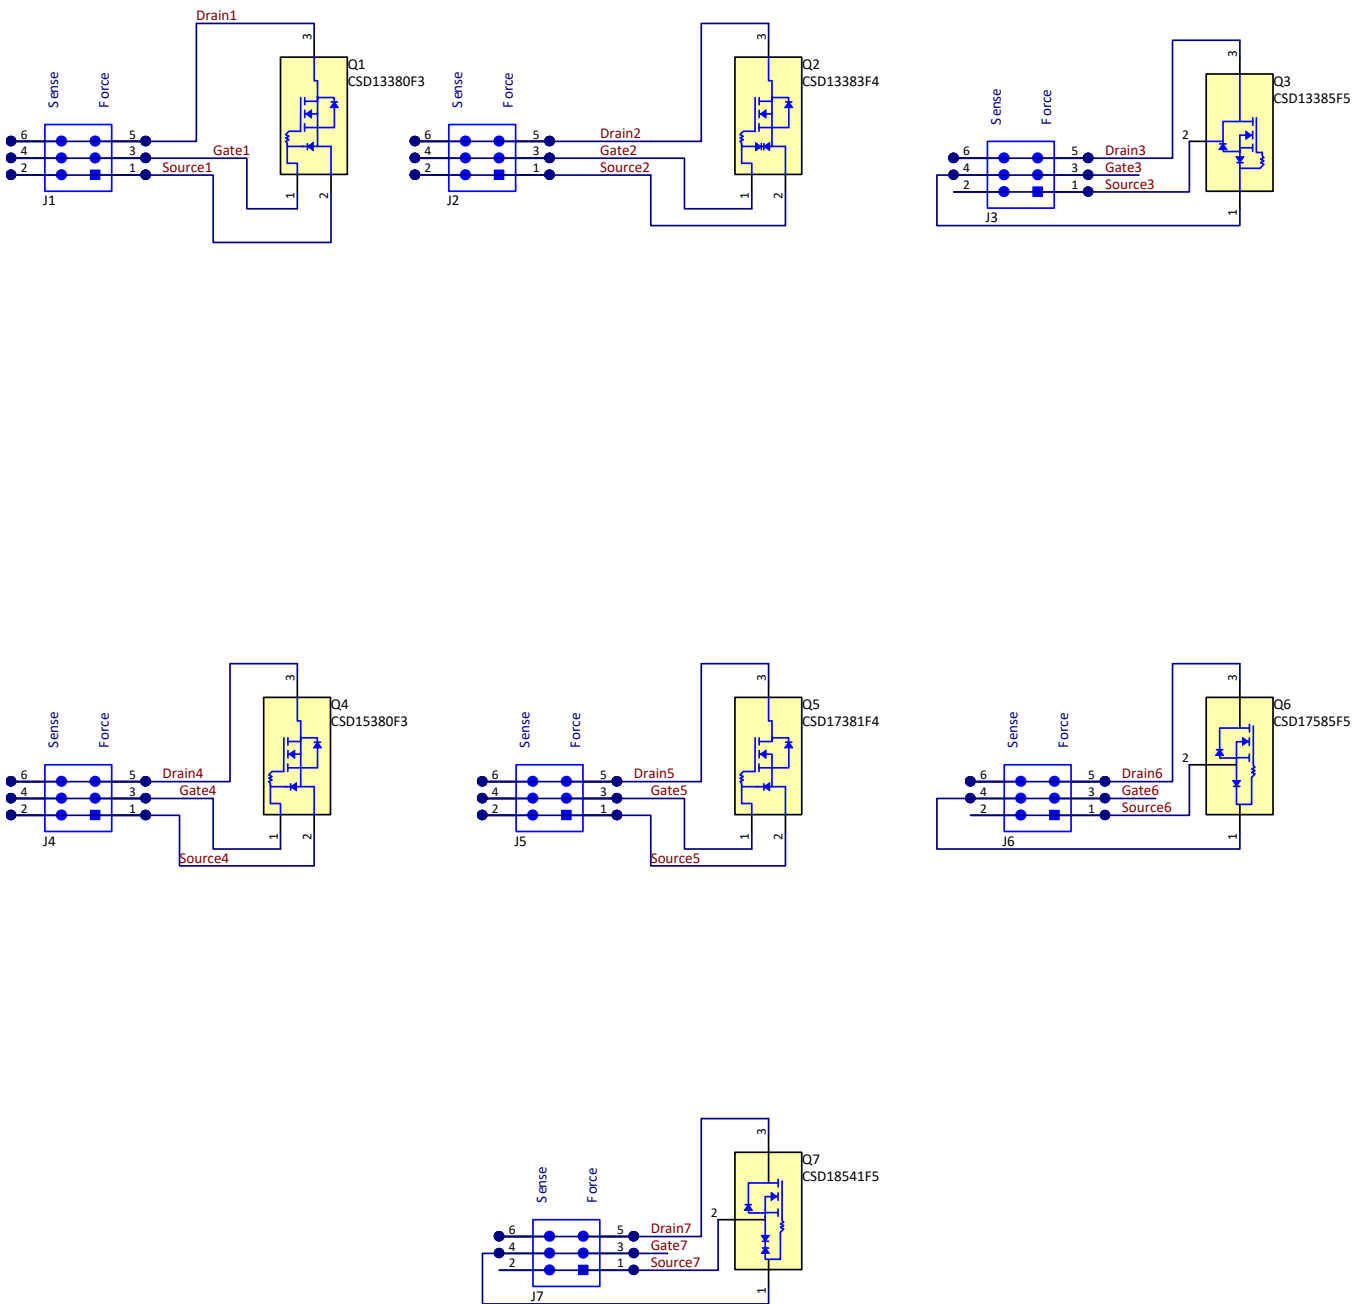 Drain1
3
Q1
CSD13380F3
Sense
Force
6
5
4
3
Gate1
2
1
Source1
J1
1
2
3
Q2
CSD13383F4
Sense
Force
6
5
Drain2
4
3
Gate2
2
1
Source2
J2
1
2
3
Q3
CSD13385F5
Sense
Force
2
6
5
Drain3
4
3
Gate3
2
1
Source3
J3
1
3
Q4
CSD15380F3
Sense
Force
6
5
Drain4
4
3
Gate4
2
1
J4
1
2
Source4
3
Q5
CSD17381F4
Sense
Force
6
5
Drain5
4
3
Gate5
2
1
J5
1
2
Source5
3
Q6
CSD17585F5
Sense
Force
2
6
5
Drain6
4
3
Gate6
2
1
Source6
J6
1
3
Q7
CSD18541F5
Sense
Force
2
6
5
Drain7
4
3
Gate7
2
1
Source7
J7
1